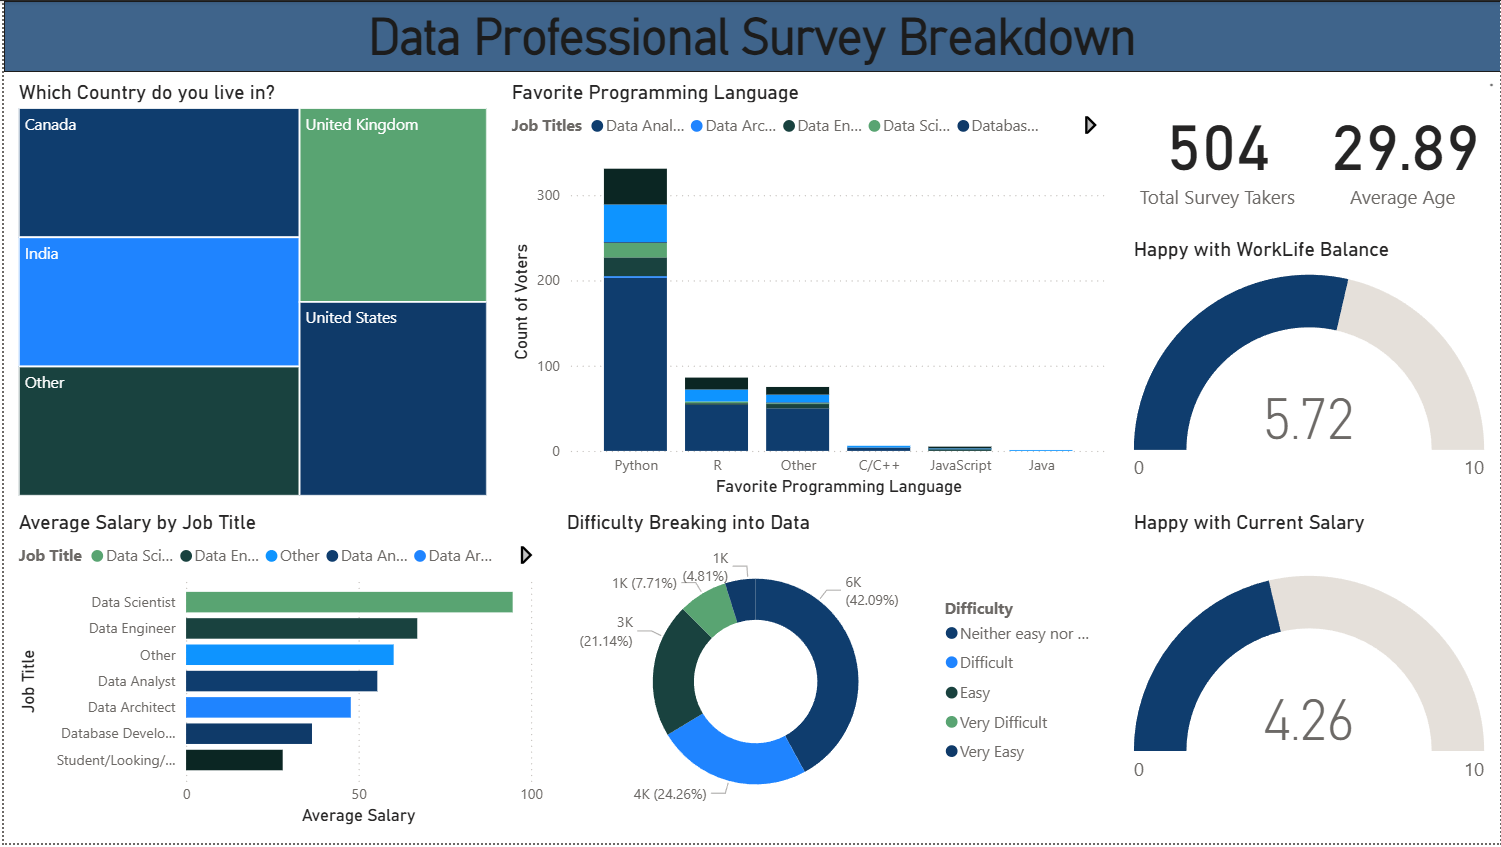 Data Professional Survey Breakdown
Which Country do you live in?
Canada
United Kingdom
India
United States
Other
Favorite Programming Language
Job Titles Data Anal... Data Arc... Data En... Data Sci... Databas...
Count of Voters
300
200
100
0
Python R Other C/C++ JavaScript Java
Favorite Programming Language
504
Total Survey Takers
29.89
Average Age
Happy with WorkLife Balance
5.72
0 10
Average Salary by Job Title
Job Title Data Sci... Data En... Other Data An... Data Ar...
Job Title
Data Scientist
Data Engineer
Other
Data Analyst
Data Architect
Database Develo...
Student/Looking/...
0 50 100
Average Salary
Difficulty Breaking into Data
6K
(42.09%)
4K (24.26%)
3K
(21.14%)
1K (7.71%)
1K
(4.81%)
Difficulty
Neither easy nor ...
Difficult
Easy
Very Difficult
Very Easy
Happy with Current Salary
4.26
0 10